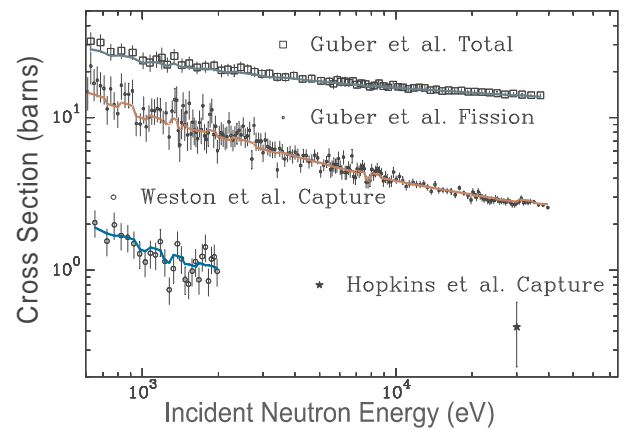 Guber et al. Total
Guber et al. Fission
Weston et al. Capture
Hopkins et al. Capture
Cross Section (barns)
10¹
10⁰
10³
10⁴
Incident Neutron Energy (eV)